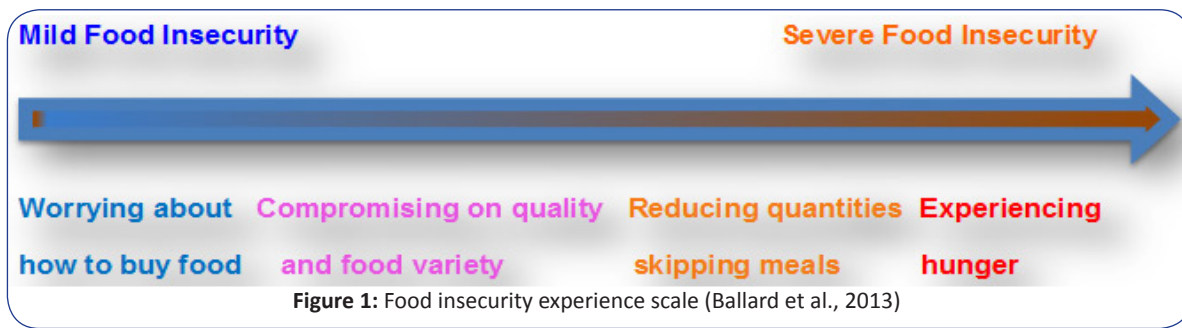 Mild Food Insecurity Severe Food Insecurity
Worrying about Compromising on quality Reducing quantities Experiencing
how to buy food and food variety skipping meals hunger
Figure 1: Food insecurity experience scale (Ballard et al., 2013)